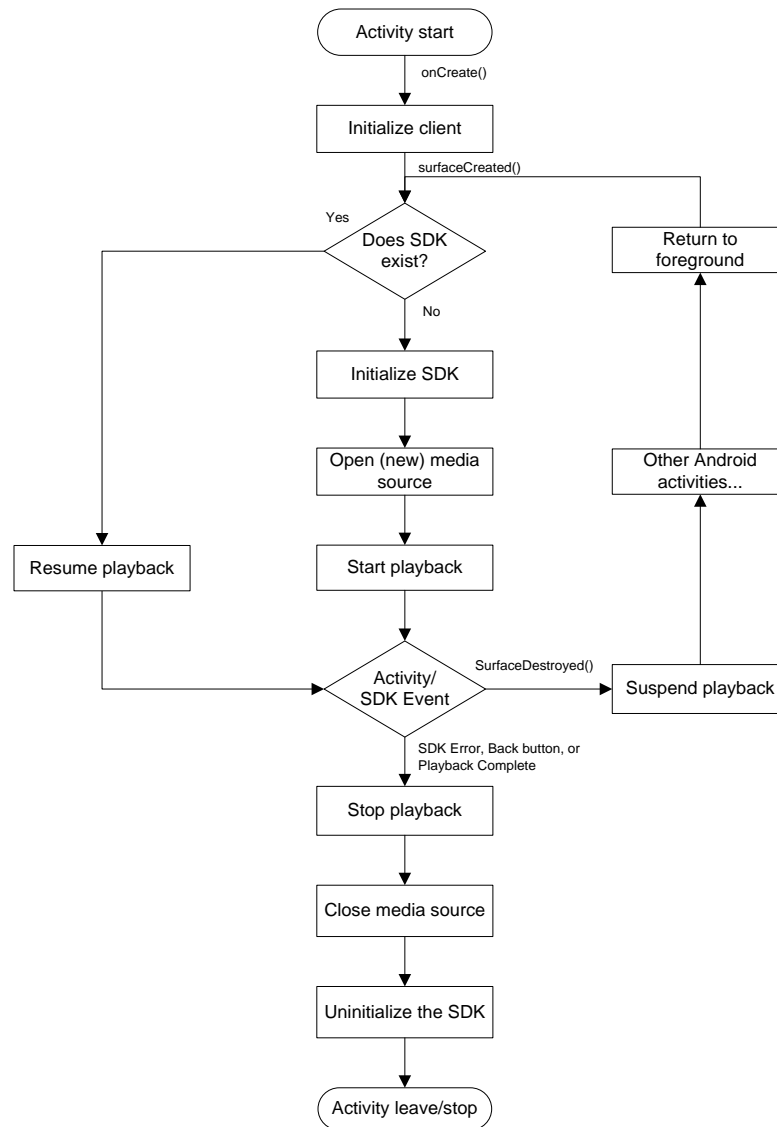 Activity start
onCreate()
Initialize client
surfaceCreated()
Yes
Does SDK
exist?
Return to
foreground
No
Initialize SDK
Open (new) media
source
Other Android
activities...
Resume playback
Start playback
Activity/
SDK Event
SurfaceDestroyed()
Suspend playback
SDK Error, Back button, or
Playback Complete
Stop playback
Close media source
Uninitialize the SDK
Activity leave/stop